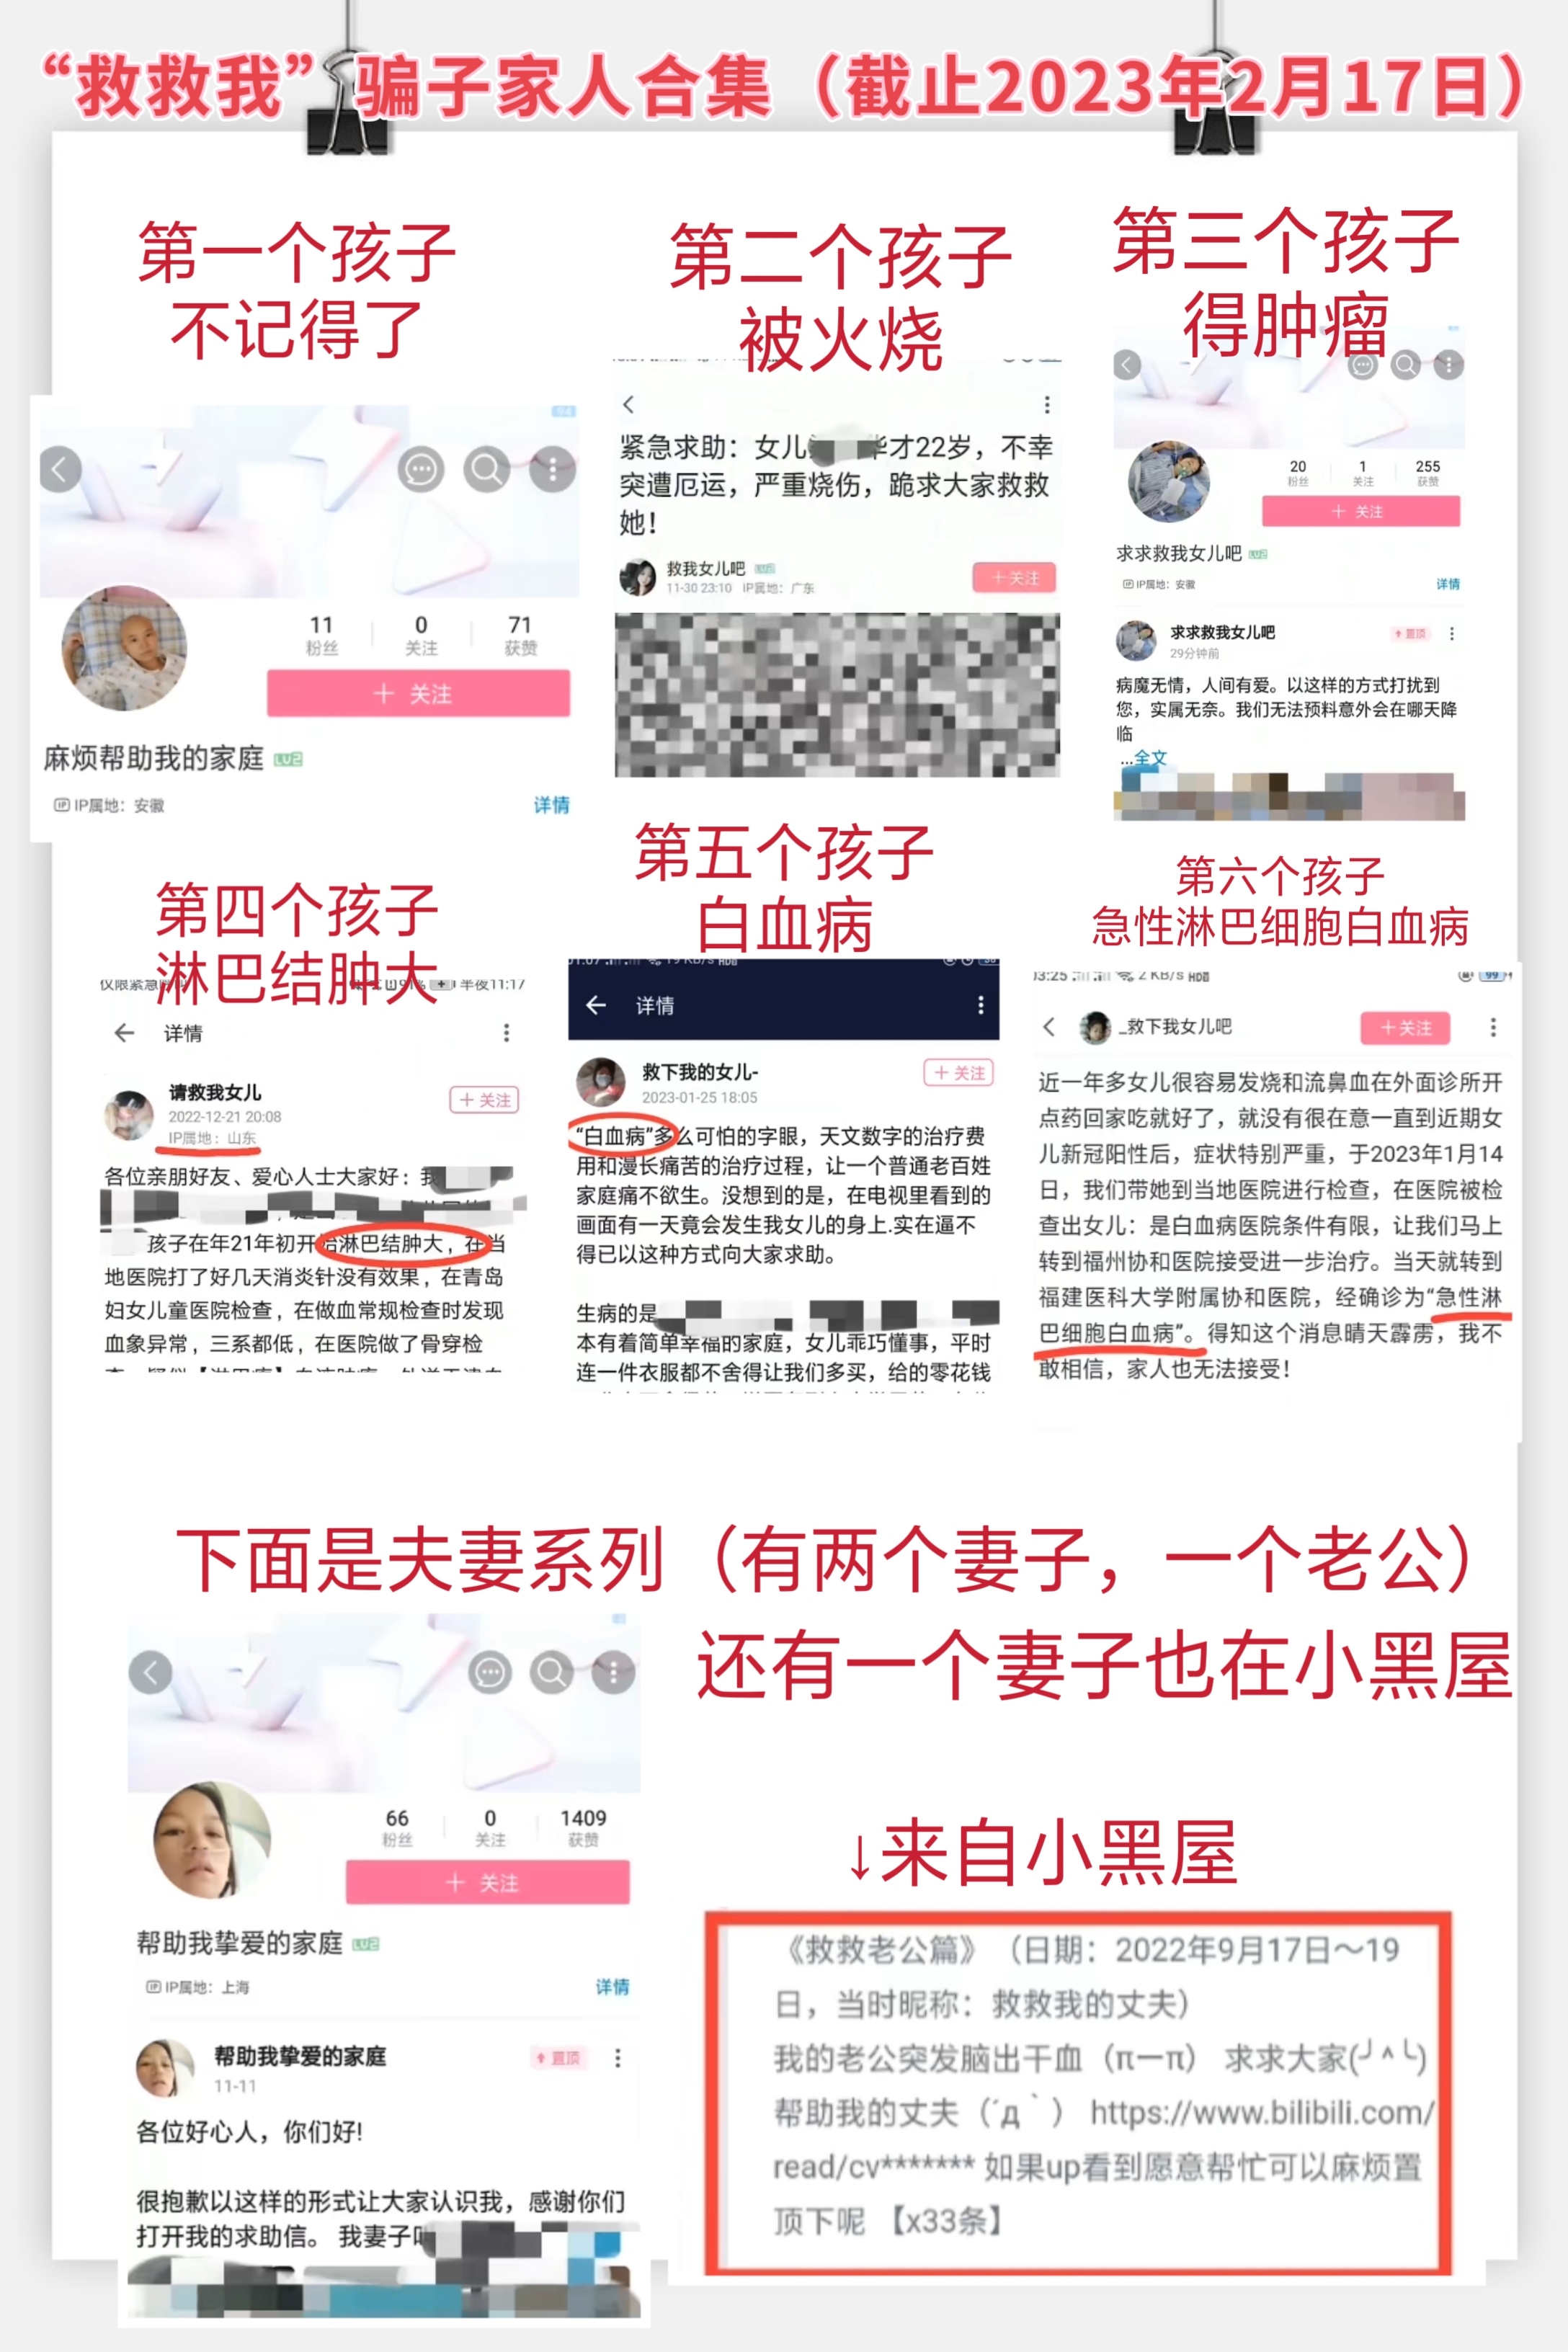 “救救我”骗子家人合集（截止2023年2月17日）
第一个孩子
不记得了
94
11
粉丝
0
关注
71
获赞
＋ 关注
麻烦帮助我的家庭 LV2
IP属地：安徽
详情
第二个孩子
被火烧
紧急求助：女儿
华才22岁，不幸
突遭厄运，严重烧伤，跪求大家救救
她！
救我女儿吧 LV2
11-30 23:10 IP属地：广东
＋关注
第三个孩子
得肿瘤
20
粉丝
1
关注
255
获赞
＋ 关注
求求救我女儿吧 LV2
IP属地：安徽
详情
求求救我女儿吧
置顶
29分钟前
病魔无情，人间有爱。以这样的方式打扰到
您，实属无奈。我们无法预料意外会在哪天降
临
...全文
第四个孩子
淋巴结肿大
仅限紧急
91%
半夜11:17
详情
请救我女儿
2022-12-21 20:08
IP属地：山东
＋ 关注
各位亲朋好友、爱心人士大家好：我
孩子在年21年初开始淋巴结肿大，在当
地医院打了好几天消炎针没有效果，在青岛
妇女儿童医院检查，在做血常规检查时发现
血象异常，三系都低，在医院做了骨穿检
第五个孩子
白血病
19 KB/s HD
详情
救下我的女儿-
2023-01-25 18:05
＋ 关注
“白血病”多么可怕的字眼，天文数字的治疗费
用和漫长痛苦的治疗过程，让一个普通老百姓
家庭痛不欲生。没想到的是，在电视里看到的
画面有一天竟会发生我女儿的身上.实在逼不
得已以这种方式向大家求助。
生病的是
本有着简单幸福的家庭，女儿乖巧懂事，平时
连一件衣服都不舍得让我们多买，给的零花钱
第六个孩子
急性淋巴细胞白血病
03:25
2 KB/s HD
99
_救下我女儿吧
＋关注
近一年多女儿很容易发烧和流鼻血在外面诊所开
点药回家吃就好了，就没有很在意一直到近期女
儿新冠阳性后，症状特别严重，于2023年1月14
日，我们带她到当地医院进行检查，在医院被检
查出女儿：是白血病医院条件有限，让我们马上
转到福州协和医院接受进一步治疗。当天就转到
福建医科大学附属协和医院，经确诊为“急性淋
巴细胞白血病”。得知这个消息晴天霹雳，我不
敢相信，家人也无法接受！
下面是夫妻系列（有两个妻子，一个老公）
还有一个妻子也在小黑屋
66
粉丝
0
关注
1409
获赞
＋ 关注
帮助我挚爱的家庭 LV2
IP属地：上海
详情
帮助我挚爱的家庭
置顶
11-11
各位好心人，你们好!
很抱歉以这样的形式让大家认识我，感谢你们
打开我的求助信。 我妻子叫
↓来自小黑屋
《救救老公篇》（日期：2022年9月17日～19
日，当时昵称：救救我的丈夫）
我的老公突发脑出干血（π一π） 求求大家(╯^╰)
帮助我的丈夫（´д｀） https://www.bilibili.com/
read/cv******* 如果up看到愿意帮忙可以麻烦置
顶下呢 【x33条】